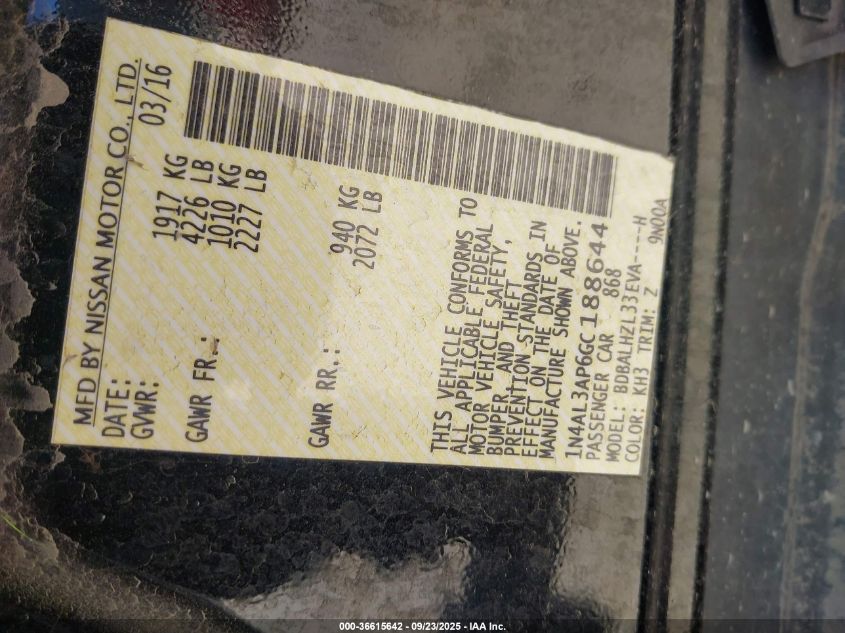 MFD BY NISSAN MOTOR CO., LTD.
DATE: 03/16
GVWR: 1917 KG
4226 LB
GAWR FR.: 1010 KG
2227 LB
GAWR RR.: 940 KG
2072 LB
THIS VEHICLE CONFORMS TO
ALL APPLICABLE FEDERAL
MOTOR VEHICLE SAFETY,
BUMPER AND THEFT
PREVENTION STANDARDS IN
EFFECT ON THE DATE OF
MANUFACTURE SHOWN ABOVE.
1N4AL3AP6GC188644
PASSENGER CAR 868
MODEL: BDBALHZL33EVA----H
COLOR: KH3 TRIM: Z 9N00A
000-36615642 - 09/23/2025 - IAA Inc.